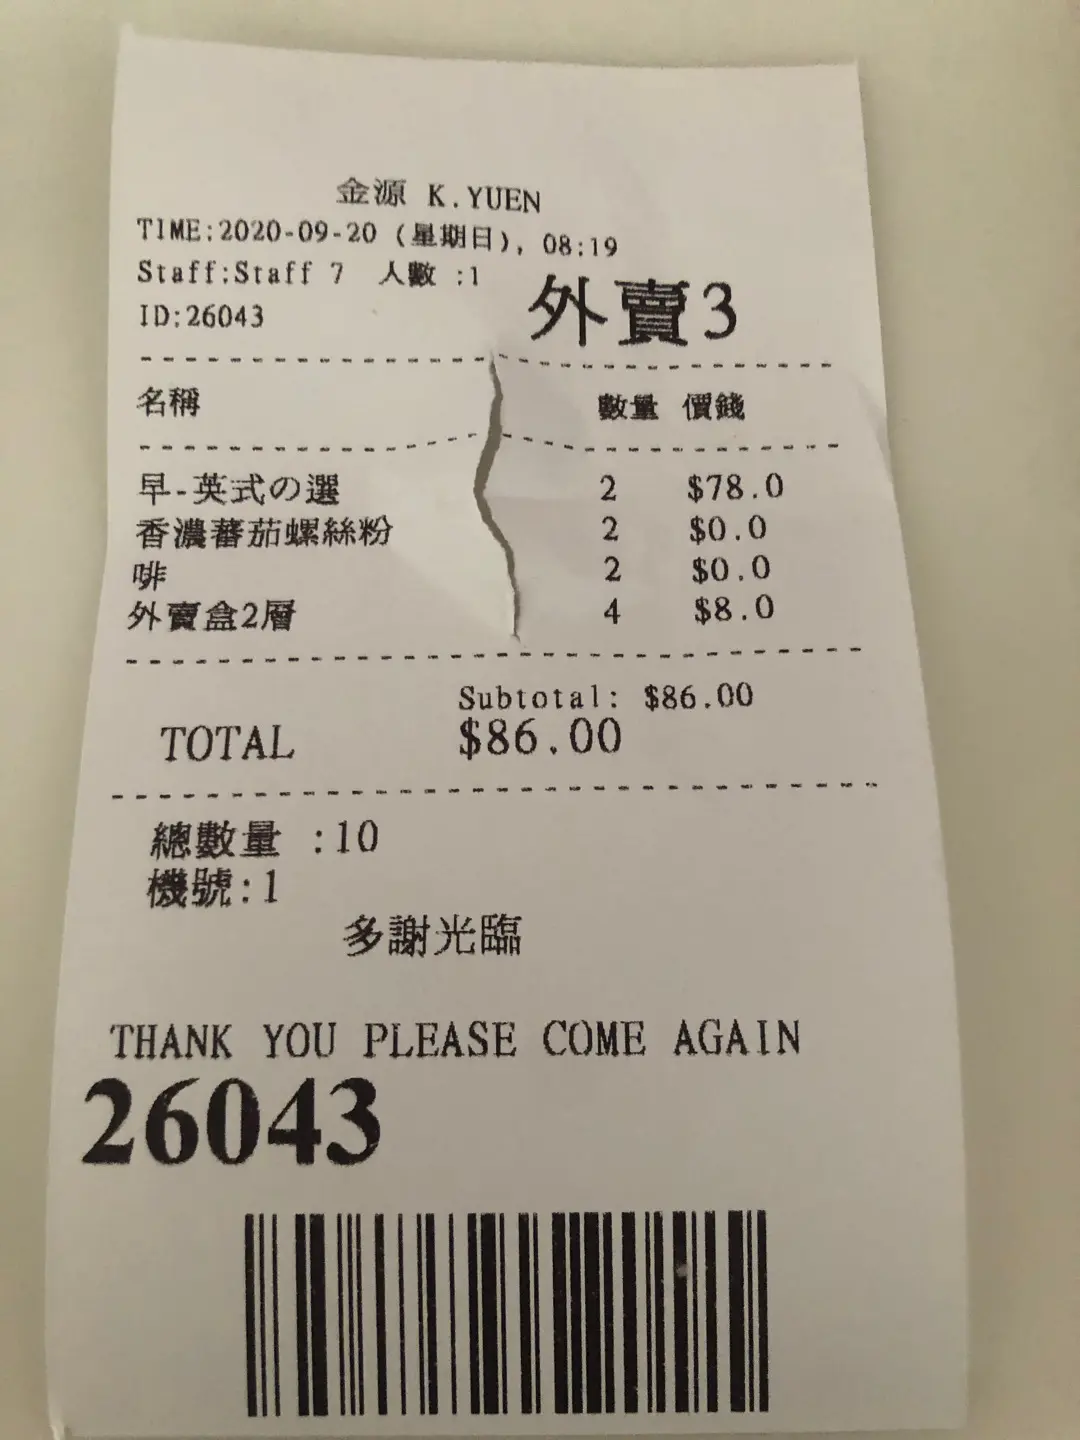 金源 K.YUEN
TIME:2020-09-20 (星期日), 08:19
Staff:Staff 7 人數 :1
ID:26043
外賣3
名稱 數量 價錢
早-英式の選 2 $78.0
香濃蕃茄螺絲粉 2 $0.0
啡 2 $0.0
外賣盒2層 4 $8.0
Subtotal: $86.00
TOTAL $86.00
總數量 :10
機號:1
多謝光臨
THANK YOU PLEASE COME AGAIN
26043